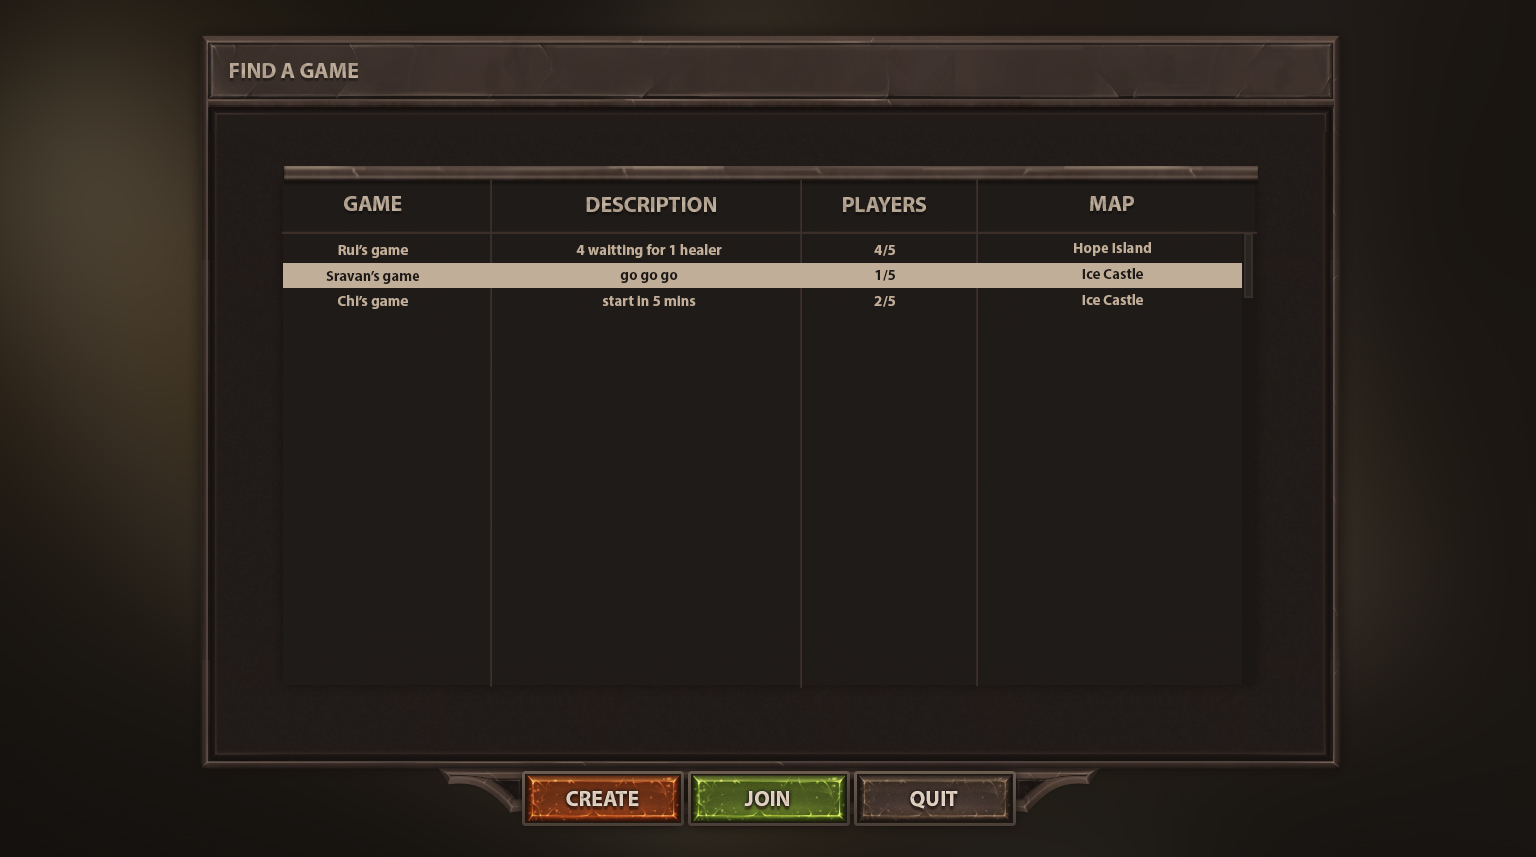 FIND A GAME
GAME DESCRIPTION PLAYERS MAP
Rui's game 4 waitting for 1 healer 4/5 Hope Island
Sravan's game go go go 1/5 Ice Castle
Chi's game start in 5 mins 2/5 Ice Castle
CREATE JOIN QUIT